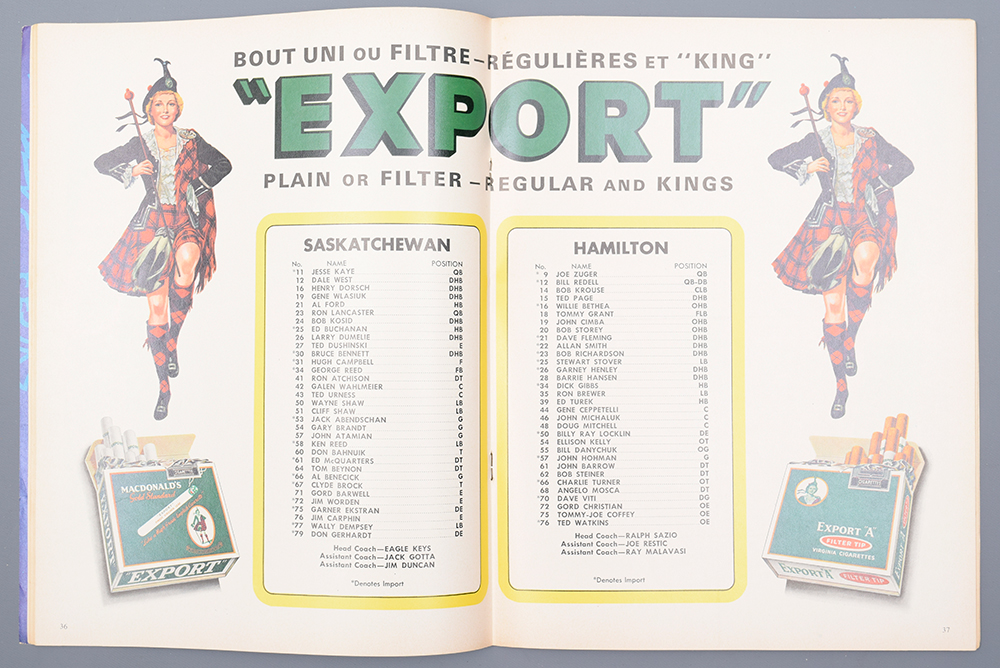 BOUT UNI OU FILTRE–RÉGULIÈRES ET "KING"
"EXPORT"
PLAIN OR FILTER – REGULAR AND KINGS
SASKATCHEWAN
No. NAME POSITION
*11 JESSE KAYE QB
12 DALE WEST DHB
16 HENRY DORSCH DHB
19 GENE WLASIUK DHB
21 AL FORD HB
23 RON LANCASTER QB
24 BOB KOSID DHB
*25 ED BUCHANAN HB
26 LARRY DUMELIE DHB
27 TED DUSHINSKI E
*30 BRUCE BENNETT DHB
*31 HUGH CAMPBELL F
*34 GEORGE REED FB
41 RON ATCHISON DT
42 GALEN WAHLMEIER C
43 TED URNESS C
50 WAYNE SHAW LB
51 CLIFF SHAW LB
*53 JACK ABENDSCHAN G
54 GARY BRANDT G
57 JOHN ATAMIAN G
*58 KEN REED LB
60 DON BAHNUIK T
*61 ED McQUARTERS DT
64 TOM BEYNON DT
*66 AL BENECICK G
*67 CLYDE BROCK T
71 GORD BARWELL E
*72 JIM WORDEN E
*75 GARNER EKSTRAN DE
76 JIM CARPHIN E
*77 WALLY DEMPSEY LB
*79 DON GERHARDT DE
Head Coach—EAGLE KEYS
Assistant Coach—JACK GOTTA
Assistant Coach—JIM DUNCAN
*Denotes Import
HAMILTON
No. NAME POSITION
* 9 JOE ZUGER QB
*12 BILL REDELL QB-DB
14 BOB KROUSE CLB
15 TED PAGE DHB
*16 WILLIE BETHEA OHB
18 TOMMY GRANT FLB
19 JOHN CIMBA OHB
20 BOB STOREY OHB
*21 DAVE FLEMING OHB
*22 ALLAN SMITH OHB
*23 BOB RICHARDSON DHB
*25 STEWART STOVER LB
*26 GARNEY HENLEY DHB
28 BARRIE HANSEN DHB
*34 DICK GIBBS HB
35 RON BREWER LB
39 ED TUREK HB
44 GENE CEPPETELLI C
46 JOHN MICHALUK C
48 DOUG MITCHELL C
*50 BILLY RAY LOCKLIN DE
54 ELLISON KELLY OT
55 BILL DANYCHUK OG
*57 JOHN HOHMAN G
61 JOHN BARROW DT
62 BOB STEINER DT
*66 CHARLIE TURNER OT
68 ANGELO MOSCA DT
*70 DAVE VITI DG
72 GORD CHRISTIAN OE
75 TOMMY-JOE COFFEY OE
*76 TED WATKINS OE
Head Coach—RALPH SAZIO
Assistant Coach—JOE RESTIC
Assistant Coach—RAY MALAVASI
*Denotes Import
MACDONALD'S
Gold Standard
EXPORT
CIGARETTES
EXPORT "A"
FILTER TIP
VIRGINIA CIGARETTES
EXPORT "A" FILTER TIP
36
37